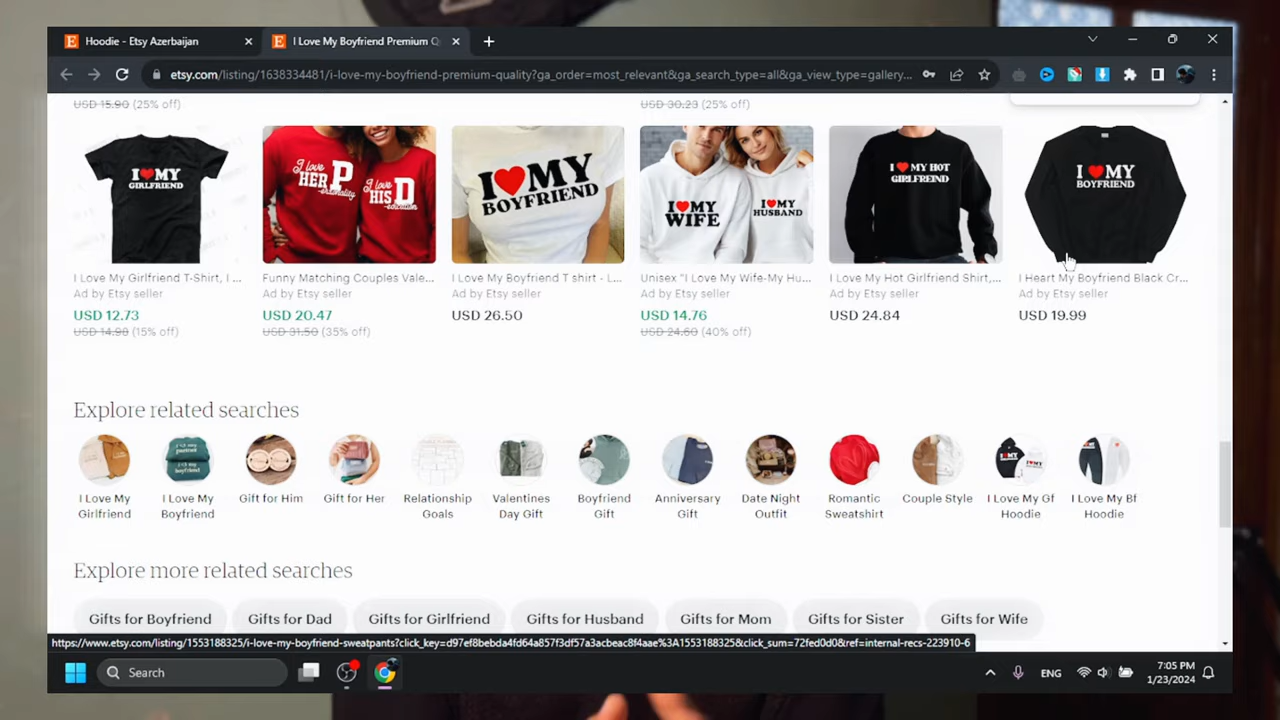 Hoodie - Etsy Azerbaijan
I Love My Boyfriend Premium Q
etsy.com/listing/1638334481/i-love-my-boyfriend-premium-quality?ga_order=most_relevant&ga_search_type=all&ga_view_type=gallery...
USD 15.90 (25% off)
USD 30.23 (25% off)
I ❤ MY
GIRLFRIEND
I love
HER P
-ersonality
I love
HIS D
-edication
I ❤ MY
BOYFRIEND
I ❤ MY
WIFE
I ❤ MY
HUSBAND
I ❤ MY HOT
GIRLFREIND
I ❤ MY
BOYFRIEND
I Love My Girlfriend T-Shirt, I ...
Funny Matching Couples Vale...
I Love My Boyfriend T shirt - L...
Unisex "I Love My Wife-My Hu...
I Love My Hot Girlfriend Shirt,...
I Heart My Boyfriend Black Cr...
Ad by Etsy seller
Ad by Etsy seller
Ad by Etsy seller
Ad by Etsy seller
Ad by Etsy seller
Ad by Etsy seller
USD 12.73
USD 20.47
USD 26.50
USD 14.76
USD 24.84
USD 19.99
USD 14.98 (15% off)
USD 31.50 (35% off)
USD 24.60 (40% off)
Explore related searches
I Love My
Girlfriend
I Love My
Boyfriend
Gift for Him
Gift for Her
Relationship
Goals
Valentines
Day Gift
Boyfriend
Gift
Anniversary
Gift
Date Night
Outfit
Romantic
Sweatshirt
Couple Style
I Love My Gf
Hoodie
I Love My Bf
Hoodie
Explore more related searches
Gifts for Boyfriend
Gifts for Dad
Gifts for Girlfriend
Gifts for Husband
Gifts for Mom
Gifts for Sister
Gifts for Wife
https://www.etsy.com/listing/1553188325/i-love-my-boyfriend-sweatpants?click_key=d97ef8bebda4fd64a857f3df57a3acbeac8f4aae%3A1553188325&click_sum=72fed0d0&ref=internal-recs-223910-6
Search
ENG
7:05 PM
1/23/2024